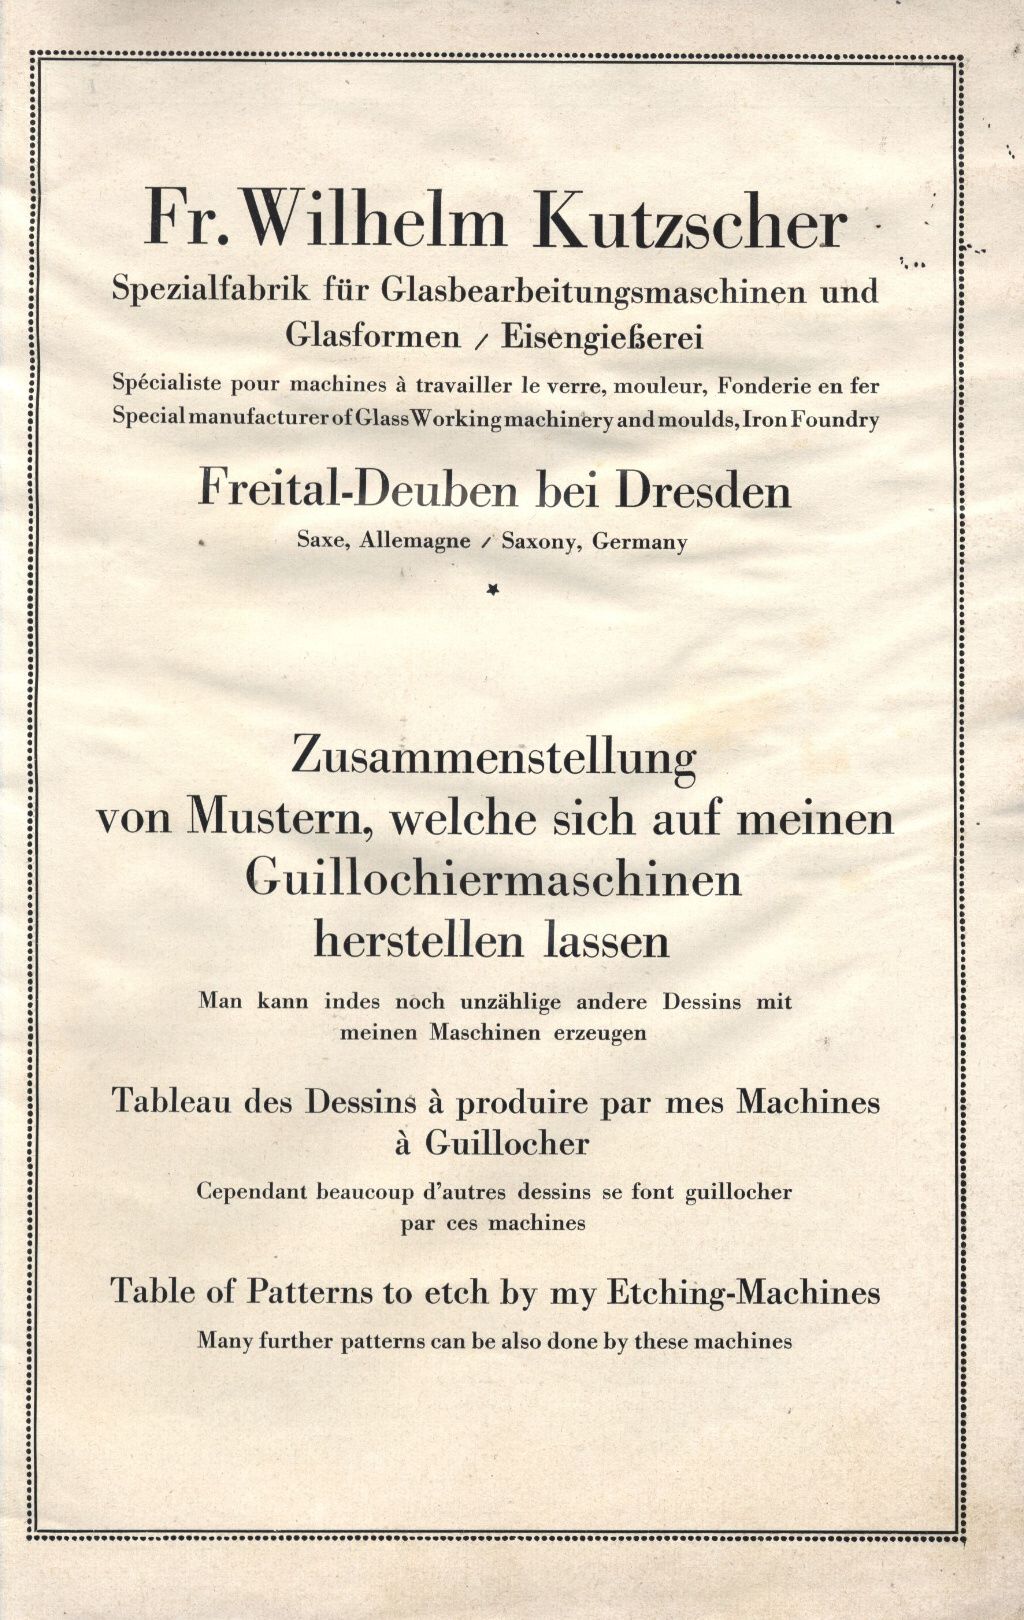 Fr. Wilhelm Kutzscher
Spezialfabrik für Glasbearbeitungsmaschinen und
Glasformen / Eisengießerei
Spécialiste pour machines à travailler le verre, mouleur, Fonderie en fer
Special manufacturer of Glass Working machinery and moulds, Iron Foundry
Freital-Deuben bei Dresden
Saxe, Allemagne / Saxony, Germany
Zusammenstellung
von Mustern, welche sich auf meinen
Guillochiermaschinen
herstellen lassen
Man kann indes noch unzählige andere Dessins mit
meinen Maschinen erzeugen
Tableau des Dessins à produire par mes Machines
à Guillocher
Cependant beaucoup d'autres dessins se font guillocher
par ces machines
Table of Patterns to etch by my Etching-Machines
Many further patterns can be also done by these machines